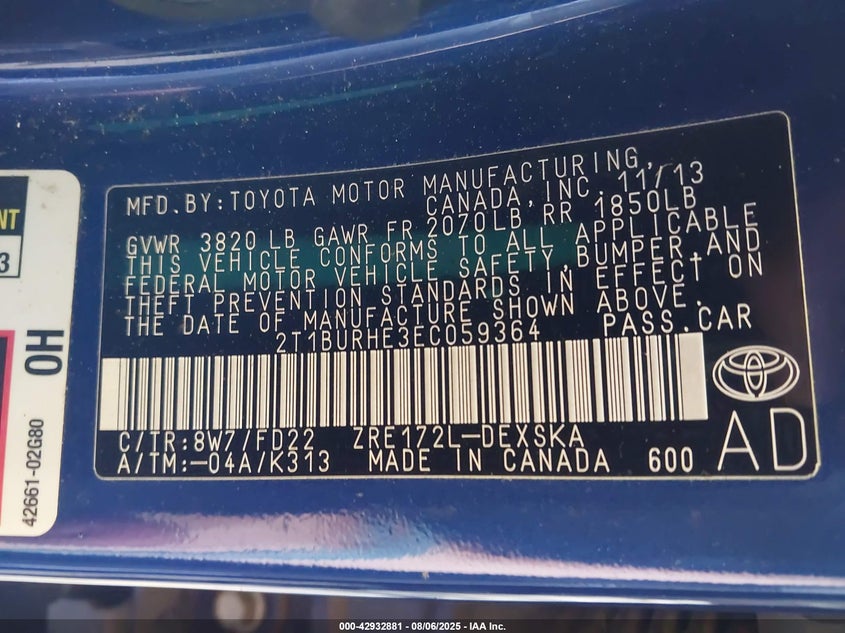 NT
3
OH
42661-02G80
MFD.BY:TOYOTA MOTOR MANUFACTURING,
CANADA,INC. 11/13
GVWR 3820 LB GAWR FR 2070LB RR 1850LB
THIS VEHICLE CONFORMS TO ALL APPLICABLE
FEDERAL MOTOR VEHICLE SAFETY,BUMPER,AND
THEFT PREVENTION STANDARDS IN EFFECT ON
THE DATE OF MANUFACTURE SHOWN ABOVE.
2T1BURHE3EC059364 PASS.CAR
C/TR:8W7/FD22 ZRE172L-DEXSKA
A/TM:-04A/K313 MADE IN CANADA 600
AD
000-42932881 - 08/06/2025 - IAA Inc.